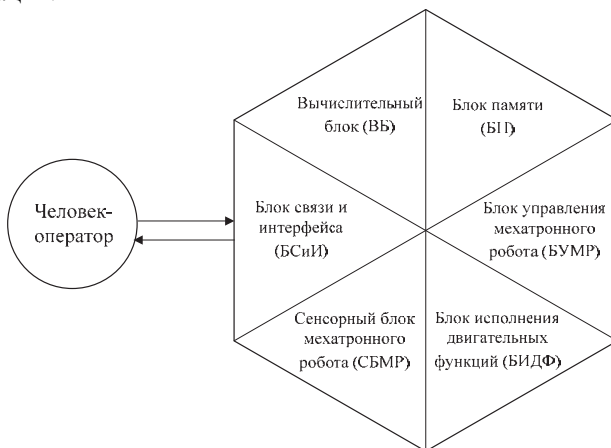 Вычислительный
блок (ВБ)
Блок памяти
(БП)
Человек-
оператор
Блок связи и
интерфейса
(БСиИ)
Блок управления
мехатронного
робота (БУМР)
Сенсорный блок
мехатронного
робота (СБМР)
Блок исполнения
двигательных
функций (БИДФ)